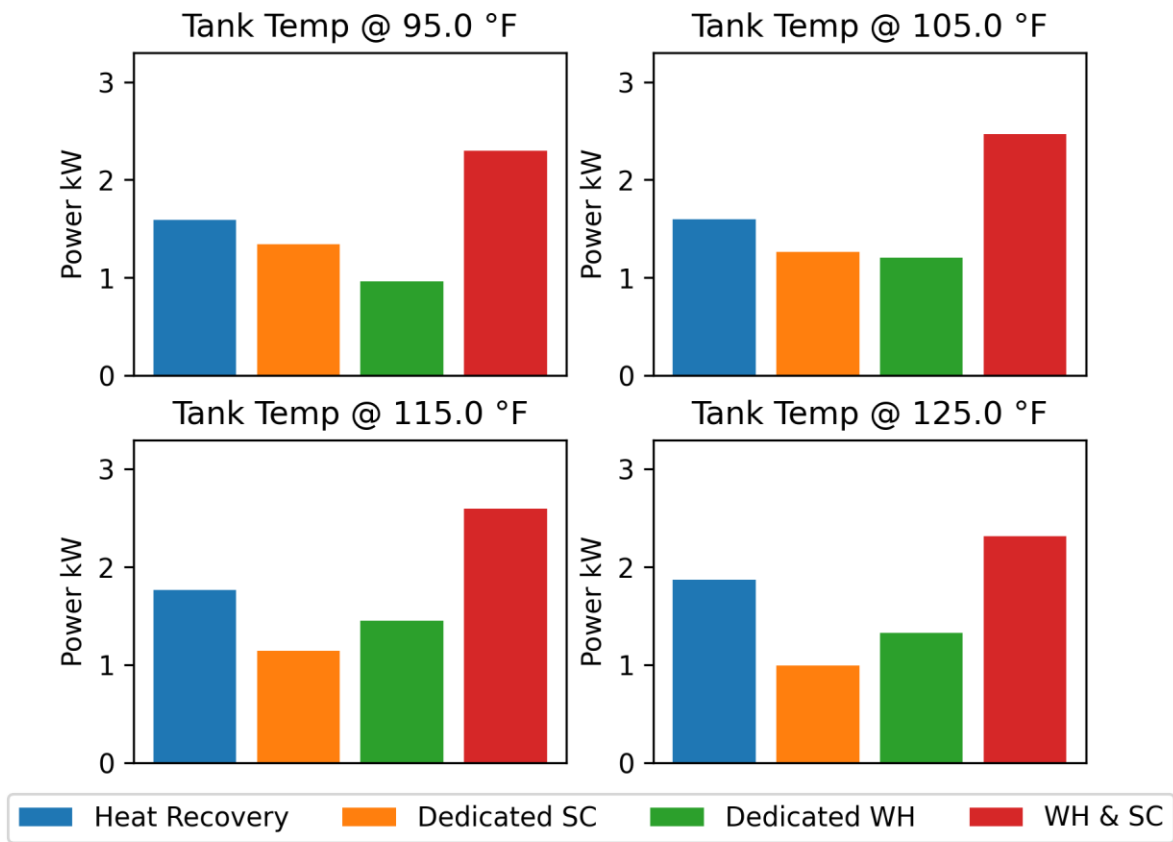 Tank Temp @ 95.0 °F
Power kW
3
2
1
0
Tank Temp @ 105.0 °F
Power kW
3
2
1
0
Tank Temp @ 115.0 °F
Power kW
3
2
1
0
Tank Temp @ 125.0 °F
Power kW
3
2
1
0
Heat Recovery Dedicated SC Dedicated WH WH & SC